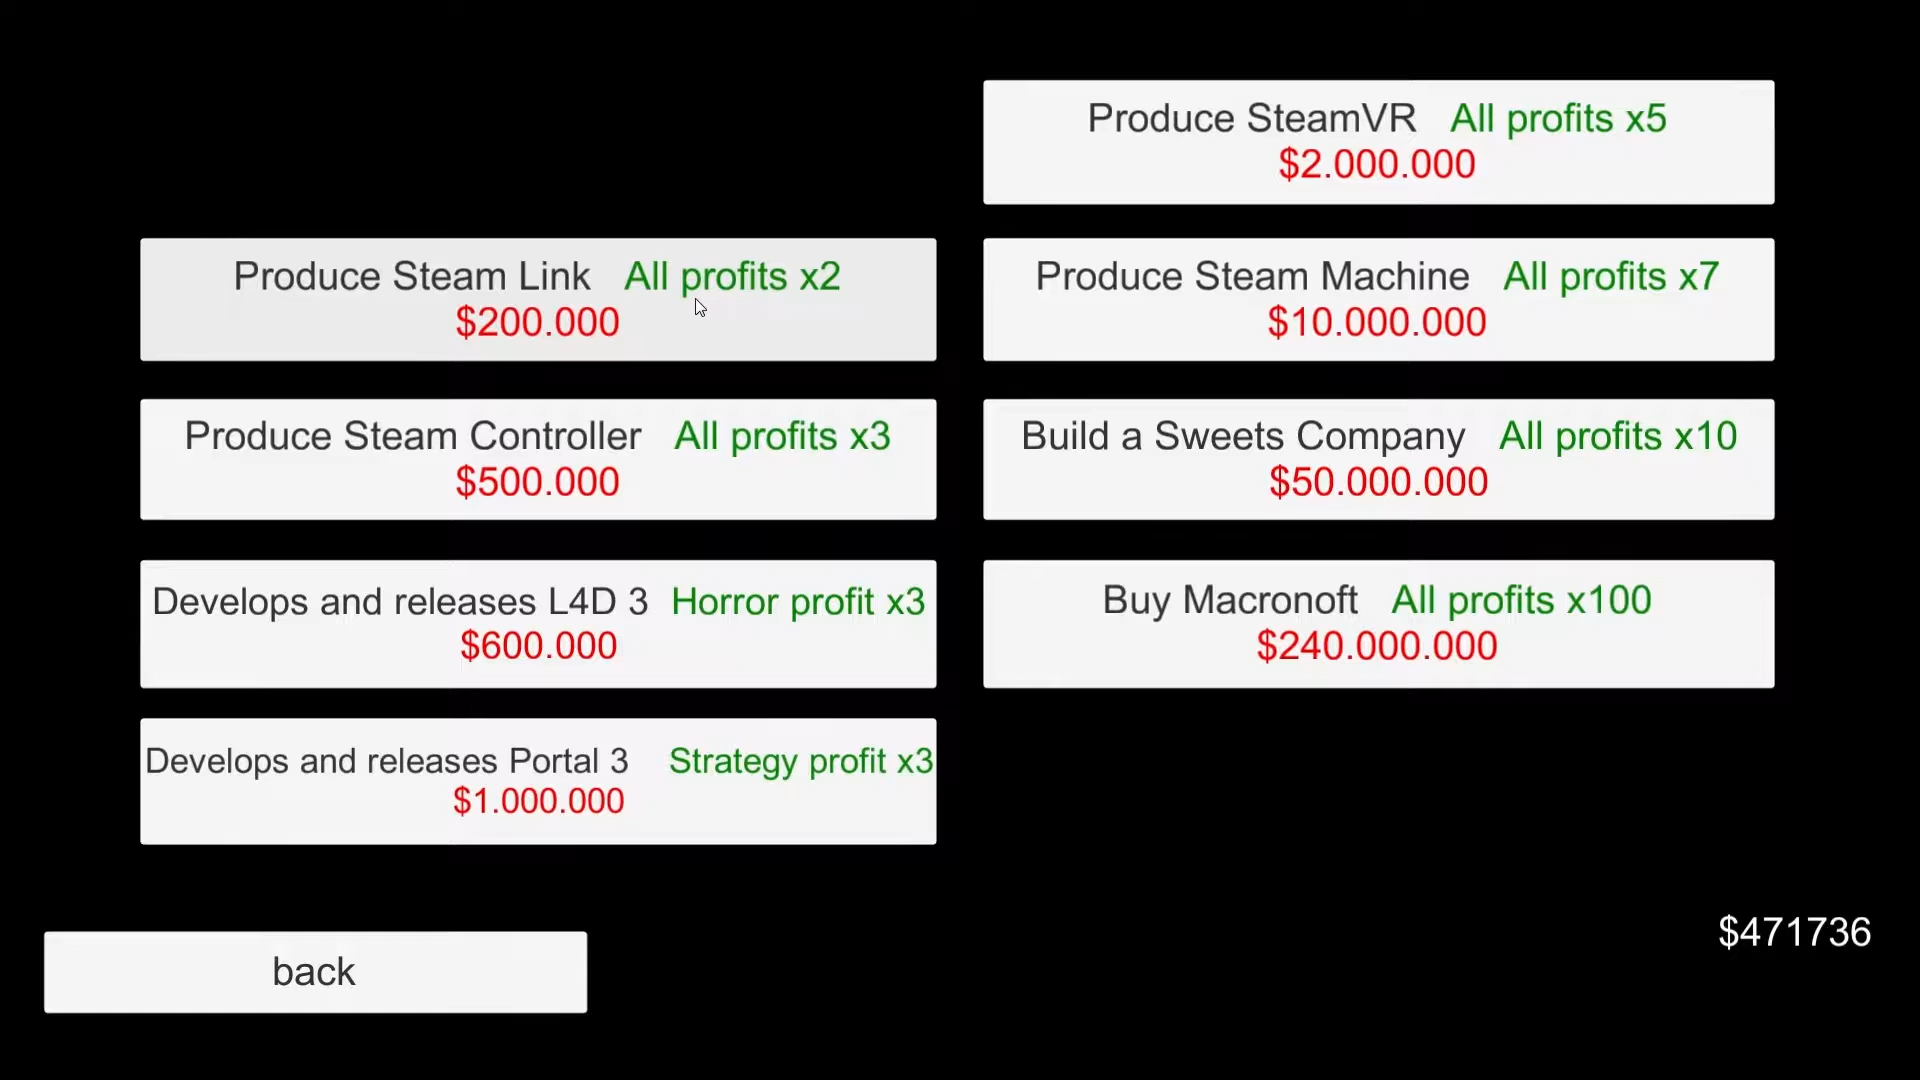 Produce SteamVR All profits x5
$2.000.000
Produce Steam Link All profits x2
$200.000
Produce Steam Machine All profits x7
$10.000.000
Produce Steam Controller All profits x3
$500.000
Build a Sweets Company All profits x10
$50.000.000
Develops and releases L4D 3 Horror profit x3
$600.000
Buy Macronoft All profits x100
$240.000.000
Develops and releases Portal 3 Strategy profit x3
$1.000.000
$471736
back